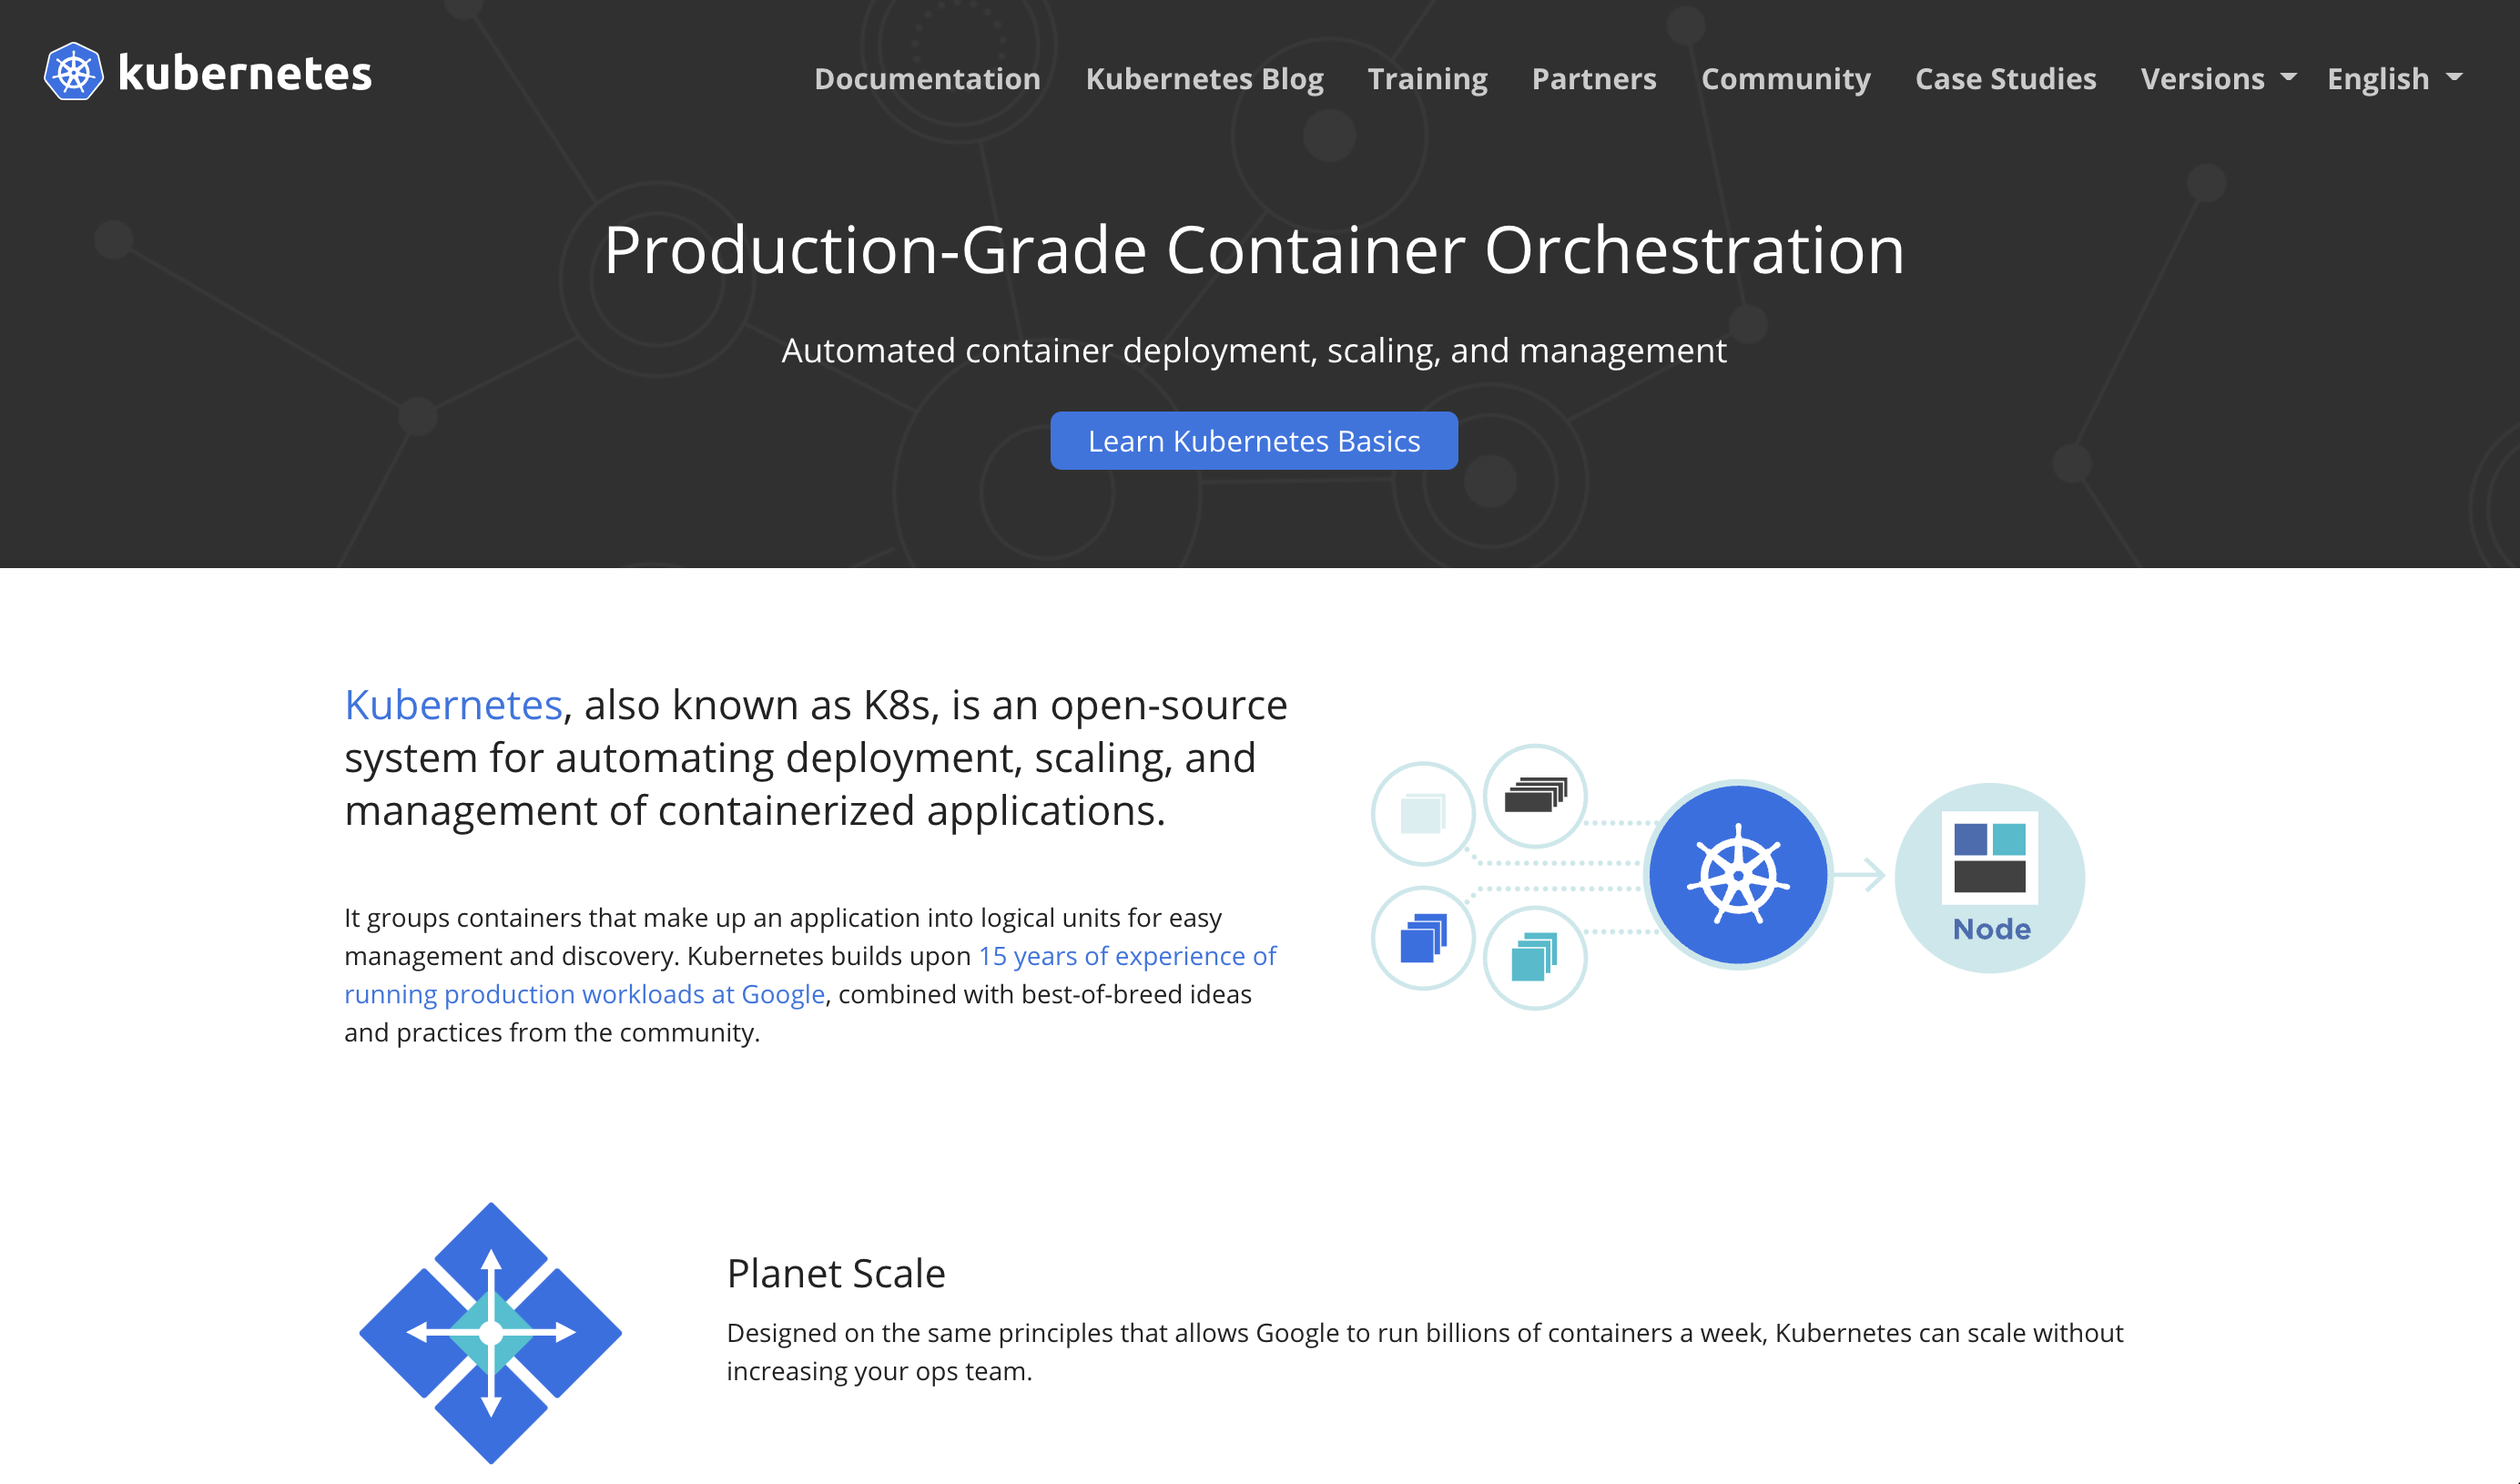 kubernetes
Documentation Kubernetes Blog Training Partners Community Case Studies Versions English
Production-Grade Container Orchestration
Automated container deployment, scaling, and management
Learn Kubernetes Basics
Kubernetes, also known as K8s, is an open-source
system for automating deployment, scaling, and
management of containerized applications.
It groups containers that make up an application into logical units for easy
management and discovery. Kubernetes builds upon 15 years of experience of
running production workloads at Google, combined with best-of-breed ideas
and practices from the community.
Node
Planet Scale
Designed on the same principles that allows Google to run billions of containers a week, Kubernetes can scale without
increasing your ops team.